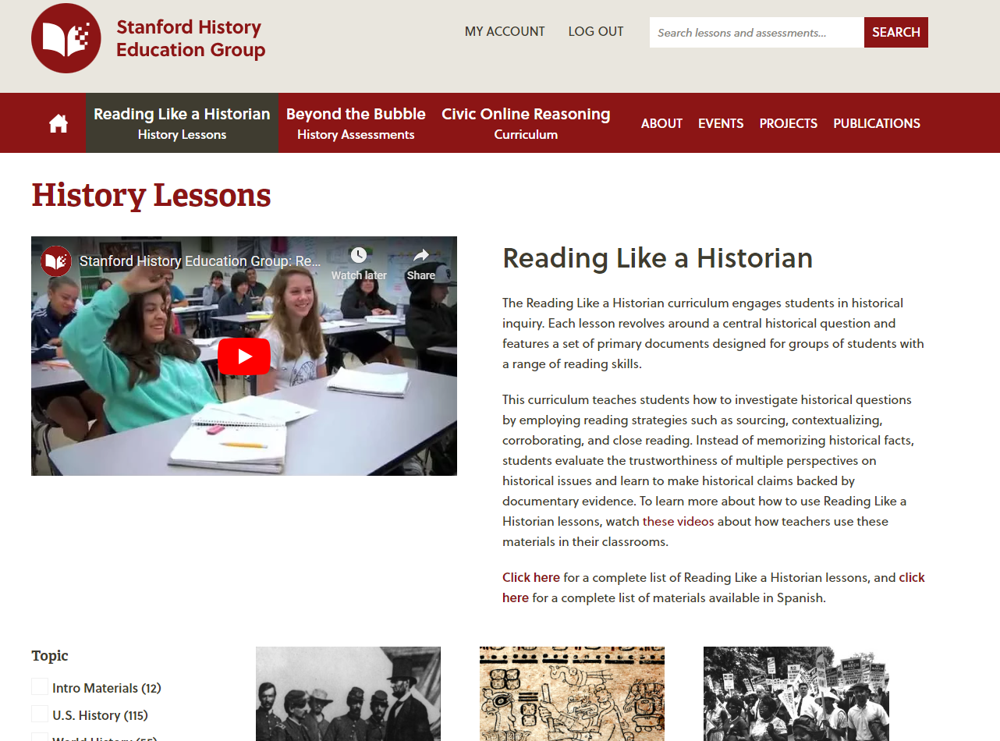 Stanford History
Education Group
MY ACCOUNT
LOG OUT
Search lessons and assessments...
SEARCH
Reading Like a Historian
History Lessons
Beyond the Bubble
History Assessments
Civic Online Reasoning
Curriculum
ABOUT
EVENTS
PROJECTS
PUBLICATIONS
History Lessons
Stanford History Education Group: Re...
Watch later
Share
Reading Like a Historian
The Reading Like a Historian curriculum engages students in historical
inquiry. Each lesson revolves around a central historical question and
features a set of primary documents designed for groups of students with
a range of reading skills.
This curriculum teaches students how to investigate historical questions
by employing reading strategies such as sourcing, contextualizing,
corroborating, and close reading. Instead of memorizing historical facts,
students evaluate the trustworthiness of multiple perspectives on
historical issues and learn to make historical claims backed by
documentary evidence. To learn more about how to use Reading Like a
Historian lessons, watch these videos about how teachers use these
materials in their classrooms.
Click here for a complete list of Reading Like a Historian lessons, and click
here for a complete list of materials available in Spanish.
Topic
Intro Materials (12)
U.S. History (115)
World History (55)